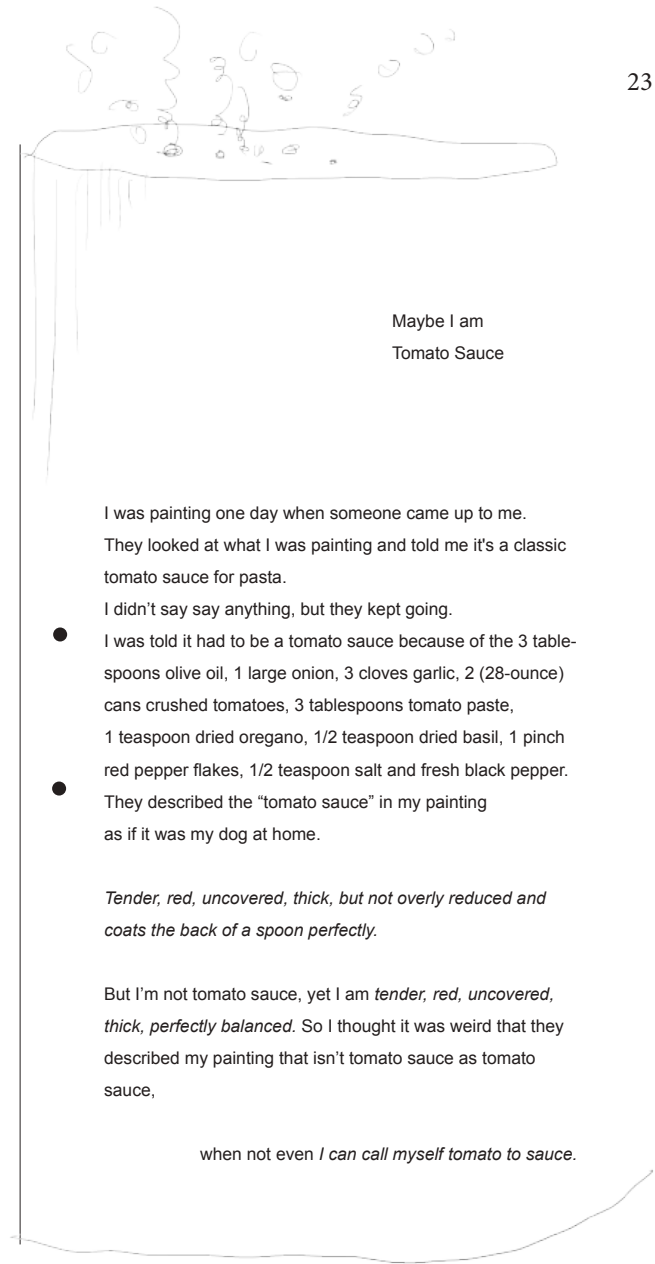 23
Maybe I am
Tomato Sauce
I was painting one day when someone came up to me.
They looked at what I was painting and told me it's a classic
tomato sauce for pasta.
I didn’t say say anything, but they kept going.
I was told it had to be a tomato sauce because of the 3 table-
spoons olive oil, 1 large onion, 3 cloves garlic, 2 (28-ounce)
cans crushed tomatoes, 3 tablespoons tomato paste,
1 teaspoon dried oregano, 1/2 teaspoon dried basil, 1 pinch
red pepper flakes, 1/2 teaspoon salt and fresh black pepper.
They described the “tomato sauce” in my painting
as if it was my dog at home.
Tender, red, uncovered, thick, but not overly reduced and
coats the back of a spoon perfectly.
But I’m not tomato sauce, yet I am tender, red, uncovered,
thick, perfectly balanced. So I thought it was weird that they
described my painting that isn’t tomato sauce as tomato
sauce,
when not even I can call myself tomato to sauce.